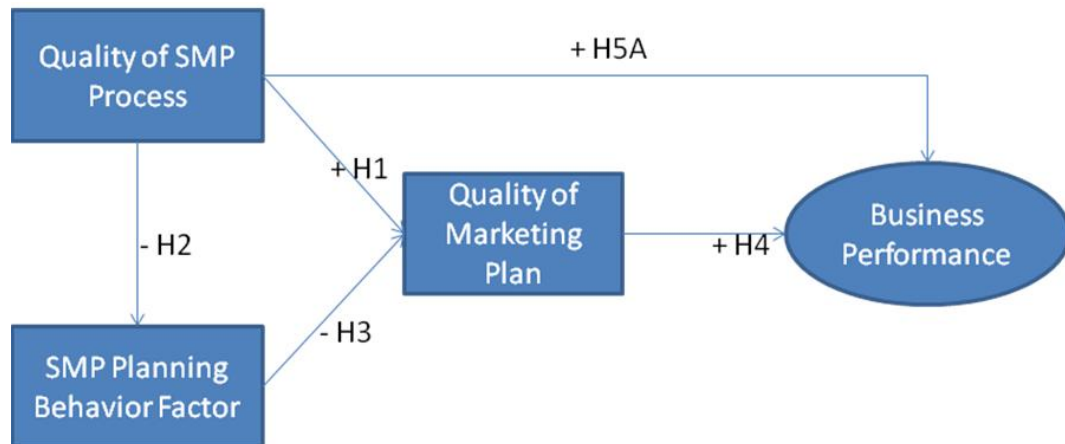 Quality of SMP
Process
+ H5A
+ H1
Quality of
Marketing
Plan
Business
Performance
- H2
+ H4
- H3
SMP Planning
Behavior Factor